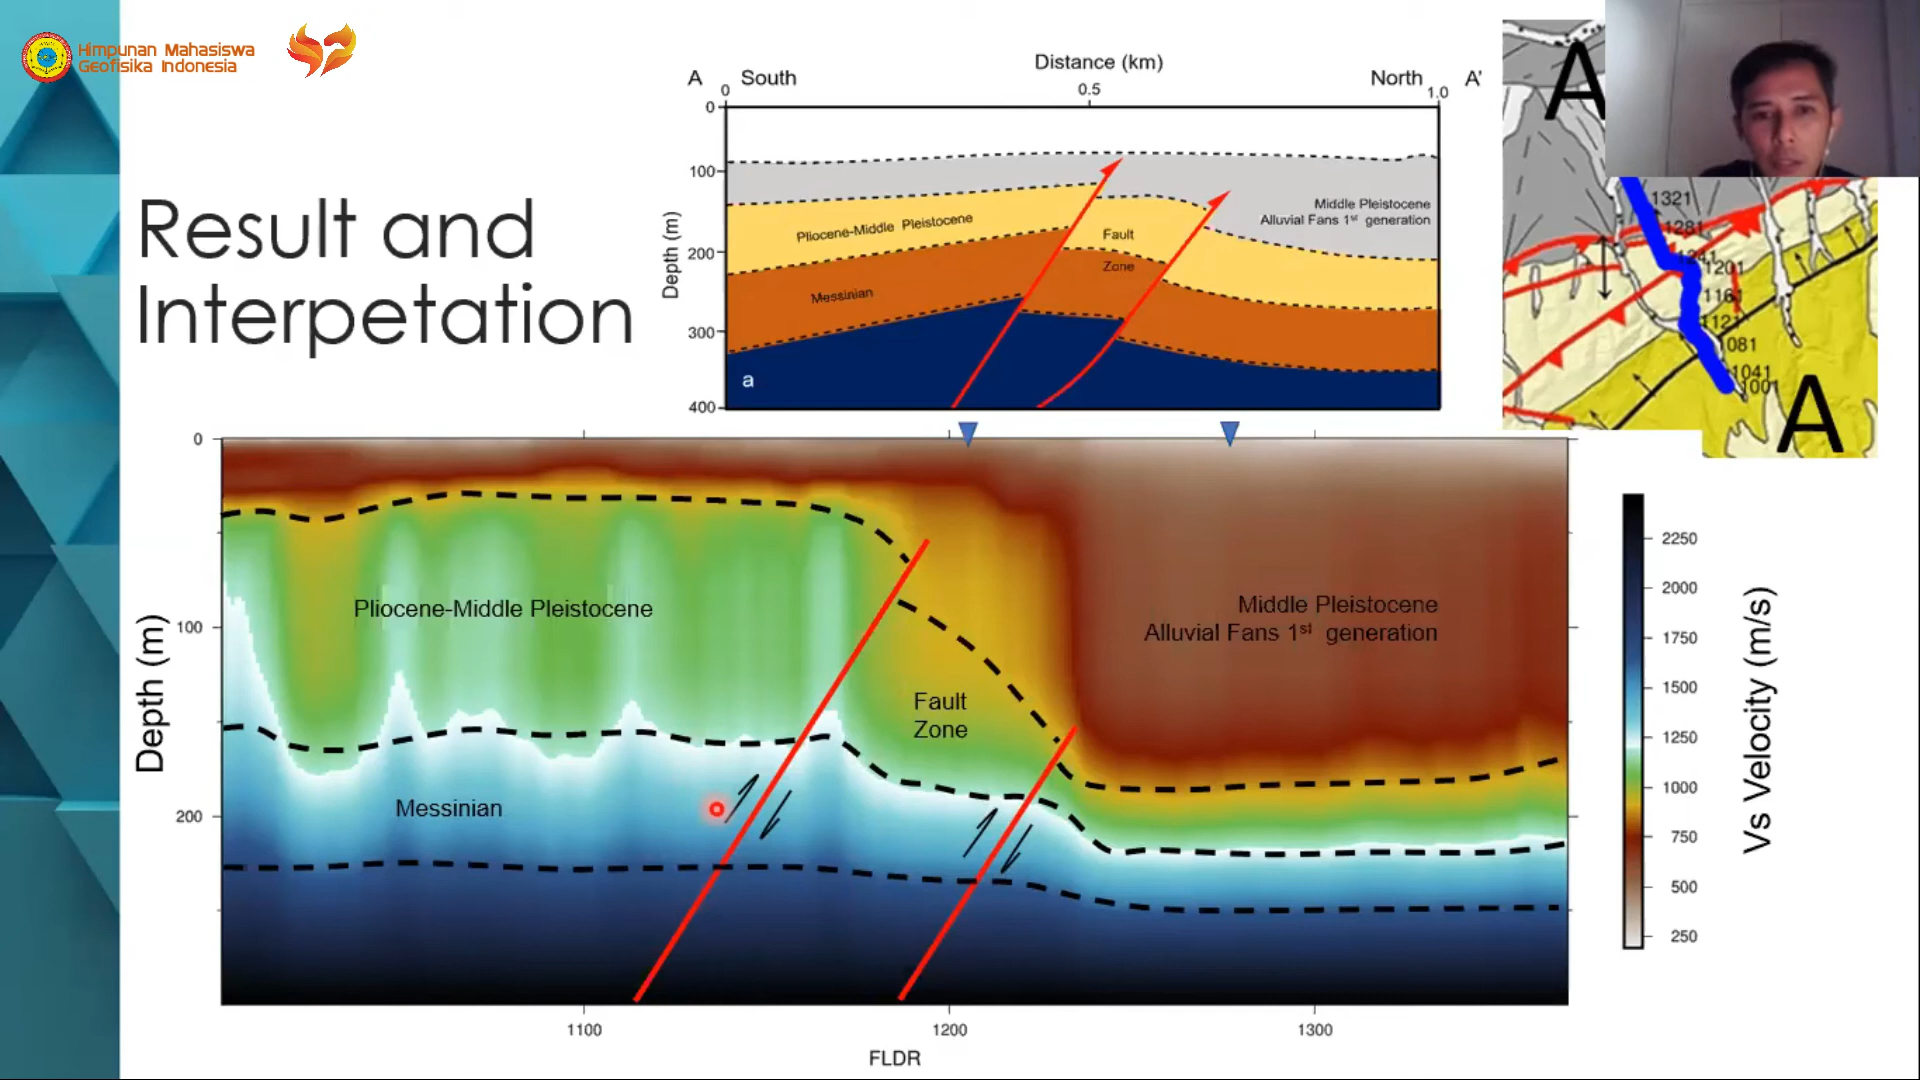 Himpunan Mahasiswa
Geofisika Indonesia
Result and
Interpetation
Distance (km)
A South North A'
0 0.5 1.0
0
100
200
300
400
Depth (m)
Pliocene-Middle Pleistocene
Messinian
Fault
Zone
Middle Pleistocene
Alluvial Fans 1st generation
a
A
1321
1281
1241
1201
1161
1121
1081
1041
1001
A
0
100
200
Depth (m)
Pliocene-Middle Pleistocene
Messinian
Fault
Zone
Middle Pleistocene
Alluvial Fans 1st generation
1100 1200 1300
FLDR
2250
2000
1750
1500
1250
1000
750
500
250
Vs Velocity (m/s)